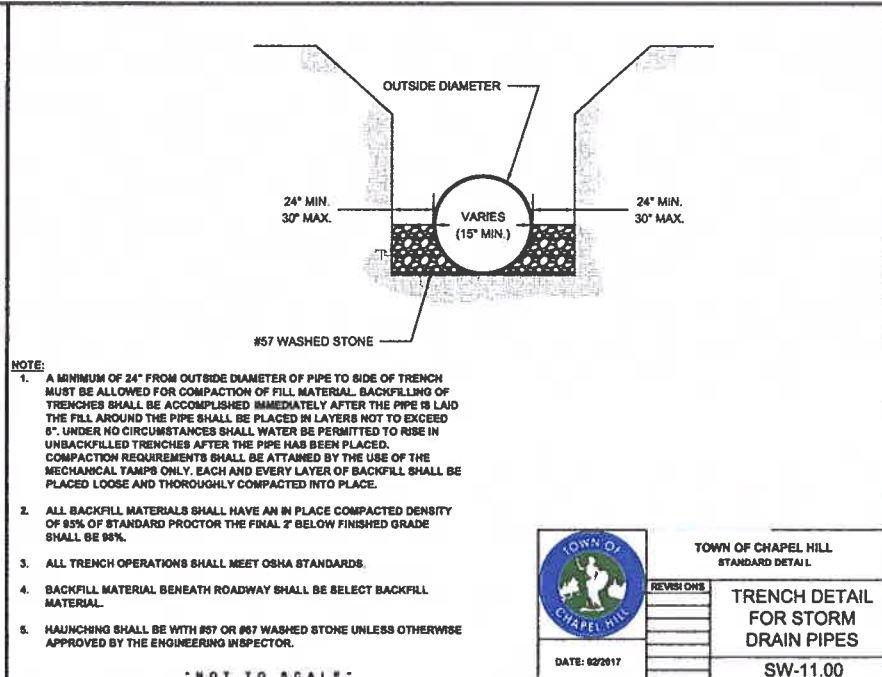 OUTSIDE DIAMETER
24" MIN.
30" MAX.
VARIES
(15" MIN.)
24" MIN.
30" MAX.
#57 WASHED STONE
NOTE:
1. A MINIMUM OF 24" FROM OUTSIDE DIAMETER OF PIPE TO SIDE OF TRENCH
MUST BE ALLOWED FOR COMPACTION OF FILL MATERIAL. BACKFILLING OF
TRENCHES SHALL BE ACCOMPLISHED IMMEDIATELY AFTER THE PIPE IS LAID
THE FILL AROUND THE PIPE SHALL BE PLACED IN LAYERS NOT TO EXCEED
UNDER NO CIRCUMSTANCES SHALL WATER BE PERMITTED TO RISE IN
UNBACKFILLED TRENCHES AFTER THE PIPE HAS BEEN PLACED.
COMPACTION REQUIREMENTS SHALL BE ATTAINED BY THE USE OF THE
MECHANICAL TAMPS ONLY. EACH AND EVERY LAYER OF BACKFILL SHALL BE
PLACED LOOSE AND THOROUGHLY COMPACTED INTO PLACE.
2. ALL BACKFILL MATERIALS SHALL HAVE AN IN PLACE COMPACTED DENSITY
OF 95% OF STANDARD PROCTOR THE FINAL 2' BELOW FINISHED GRADE
SHALL BE 98%.
3. ALL TRENCH OPERATIONS SHALL MEET OSHA STANDARDS.
4. BACKFILL MATERIAL BENEATH ROADWAY SHALL BE SELECT BACKFILL
MATERIAL.
5. HAUNCHING SHALL BE WITH #57 OR #67 WASHED STONE UNLESS OTHERWISE
APPROVED BY THE ENGINEERING INSPECTOR.
*NOT TO SCALE*
TOWN OF
CHAPEL HILL
DATE: 02/2017
TOWN OF CHAPEL HILL
STANDARD DETAIL
REVISIONS
TRENCH DETAIL
FOR STORM
DRAIN PIPES
SW-11.00